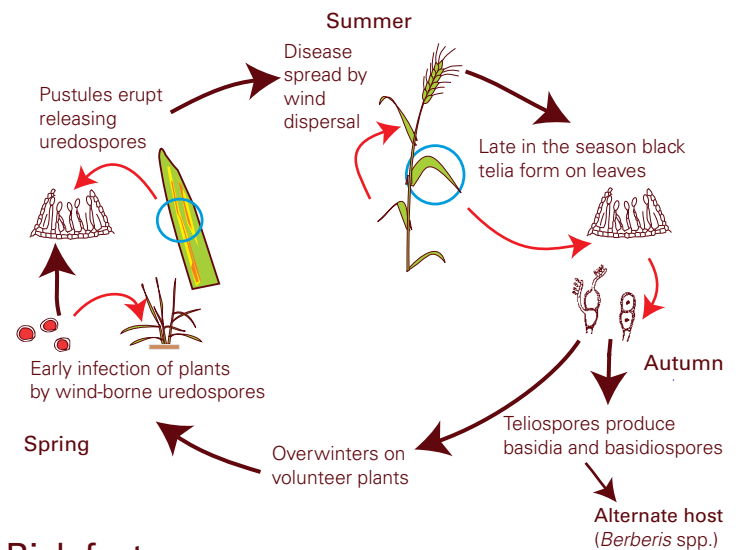 Summer
Disease
spread by
wind
dispersal
Pustules erupt
releasing
uredospores
Late in the season black
telia form on leaves
Early infection of plants
by wind-borne uredospores
Autumn
Spring
Teliospores produce
basidia and basidiospores
Overwinters on
volunteer plants
Alternate host
(Berberis spp.)